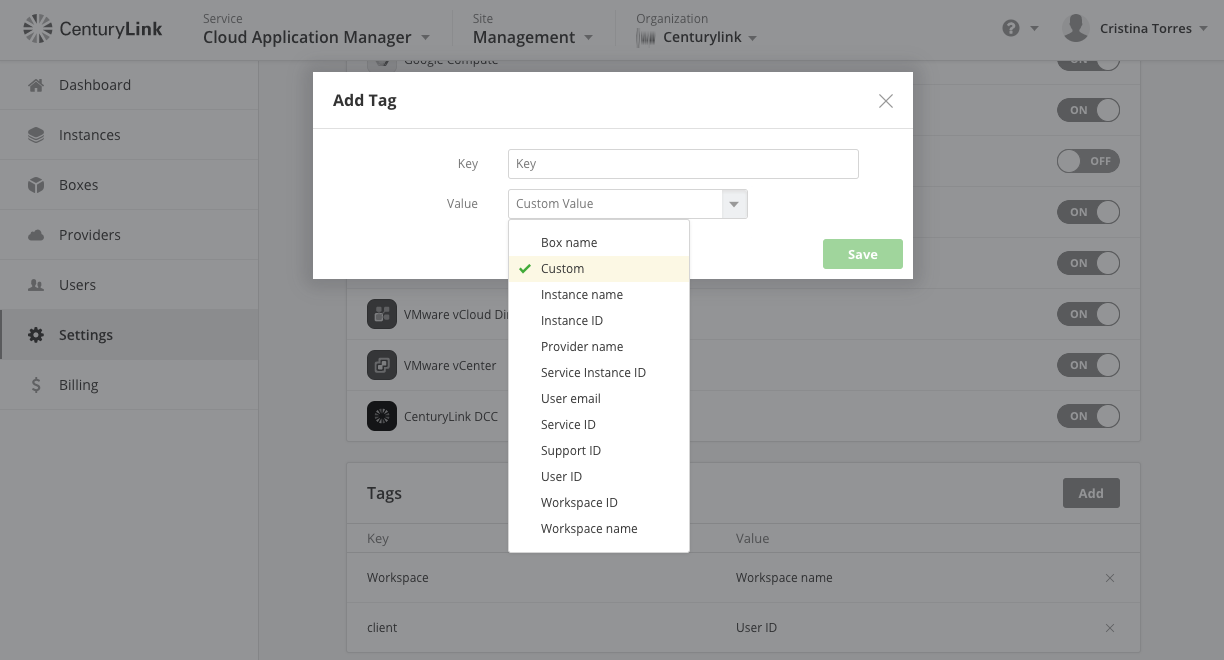 CenturyLink
Service
Cloud Application Manager
Site
Management
Organization
Centurylink
?
Cristina Torres
Dashboard
Instances
Boxes
Providers
Users
Settings
$ Billing
Google Compute
ON
ON
OFF
ON
ON
Add Tag
Key
Key
Value
Custom Value
Box name
Custom
Instance name
Instance ID
Provider name
Service Instance ID
User email
Service ID
Support ID
User ID
Workspace ID
Workspace name
Save
VMware vCloud Di
ON
VMware vCenter
ON
CenturyLink DCC
ON
Tags
Add
Key
Value
Workspace
Workspace name
client
User ID